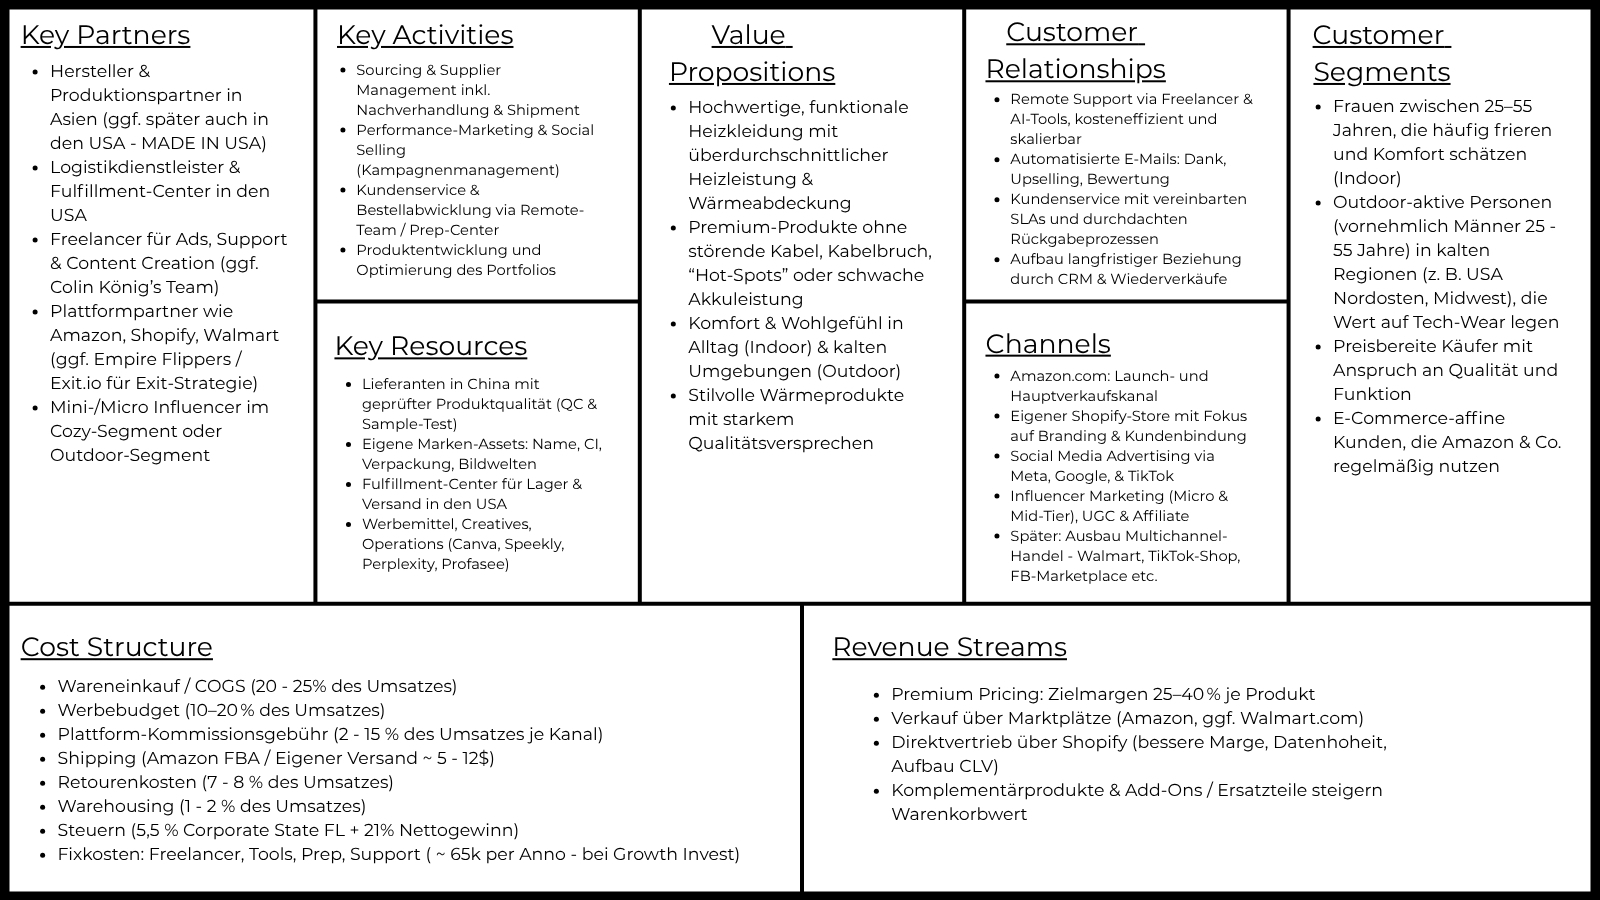 Key Partners
Hersteller &
Produktionspartner in
Asien (ggf. später auch in
den USA - MADE IN USA)
Logistikdienstleister &
Fulfillment-Center in den
USA
Freelancer für Ads, Support
& Content Creation (ggf.
Colin König’s Team)
Plattformpartner wie
Amazon, Shopify, Walmart
(ggf. Empire Flippers /
Exit.io für Exit-Strategie)
Mini-/Micro Influencer im
Cozy-Segment oder
Outdoor-Segment
Key Activities
Sourcing & Supplier
Management inkl.
Nachverhandlung & Shipment
Performance-Marketing & Social
Selling
(Kampagnenmanagement)
Kundenservice &
Bestellabwicklung via Remote-
Team / Prep-Center
Produktentwicklung und
Optimierung des Portfolios
Key Resources
Lieferanten in China mit
geprüfter Produktqualität (QC &
Sample-Test)
Eigene Marken-Assets: Name, CI,
Verpackung, Bildwelten
Fulfillment-Center für Lager &
Versand in den USA
Werbemittel, Creatives,
Operations (Canva, Speekly,
Perplexity, Profasee)
Value
Propositions
Hochwertige, funktionale
Heizkleidung mit
überdurchschnittlicher
Heizleistung &
Wärmeabdeckung
Premium-Produkte ohne
störende Kabel, Kabelbruch,
“Hot-Spots” oder schwache
Akkuleistung
Komfort & Wohlgefühl in
Alltag (Indoor) & kalten
Umgebungen (Outdoor)
Stilvolle Wärmeprodukte
mit starkem
Qualitätsversprechen
Customer
Relationships
Remote Support via Freelancer &
AI-Tools, kosteneffizient und
skalierbar
Automatisierte E-Mails: Dank,
Upselling, Bewertung
Kundenservice mit vereinbarten
SLAs und durchdachten
Rückgabeprozessen
Aufbau langfristiger Beziehung
durch CRM & Wiederverkäufe
Channels
Amazon.com: Launch- und
Hauptverkaufskanal
Eigener Shopify-Store mit Fokus
auf Branding & Kundenbindung
Social Media Advertising via
Meta, Google, & TikTok
Influencer Marketing (Micro &
Mid-Tier), UGC & Affiliate
Später: Ausbau Multichannel-
Handel - Walmart, TikTok-Shop,
FB-Marketplace etc.
Customer
Segments
Frauen zwischen 25–55
Jahren, die häufig frieren
und Komfort schätzen
(Indoor)
Outdoor-aktive Personen
(vornehmlich Männer 25 -
55 Jahre) in kalten
Regionen (z. B. USA
Nordosten, Midwest), die
Wert auf Tech-Wear legen
Preisbereite Käufer mit
Anspruch an Qualität und
Funktion
E-Commerce-affine
Kunden, die Amazon & Co.
regelmäßig nutzen
Cost Structure
Wareneinkauf / COGS (20 - 25% des Umsatzes)
Werbebudget (10–20 % des Umsatzes)
Plattform-Kommissionsgebühr (2 - 15 % des Umsatzes je Kanal)
Shipping (Amazon FBA / Eigener Versand ~ 5 - 12$)
Retourenkosten (7 - 8 % des Umsatzes)
Warehousing (1 - 2 % des Umsatzes)
Steuern (5,5 % Corporate State FL + 21% Nettogewinn)
Fixkosten: Freelancer, Tools, Prep, Support ( ~ 65k per Anno - bei Growth Invest)
Revenue Streams
Premium Pricing: Zielmargen 25–40 % je Produkt
Verkauf über Marktplätze (Amazon, ggf. Walmart.com)
Direktvertrieb über Shopify (bessere Marge, Datenhoheit,
Aufbau CLV)
Komplementärprodukte & Add-Ons / Ersatzteile steigern
Warenkorbwert